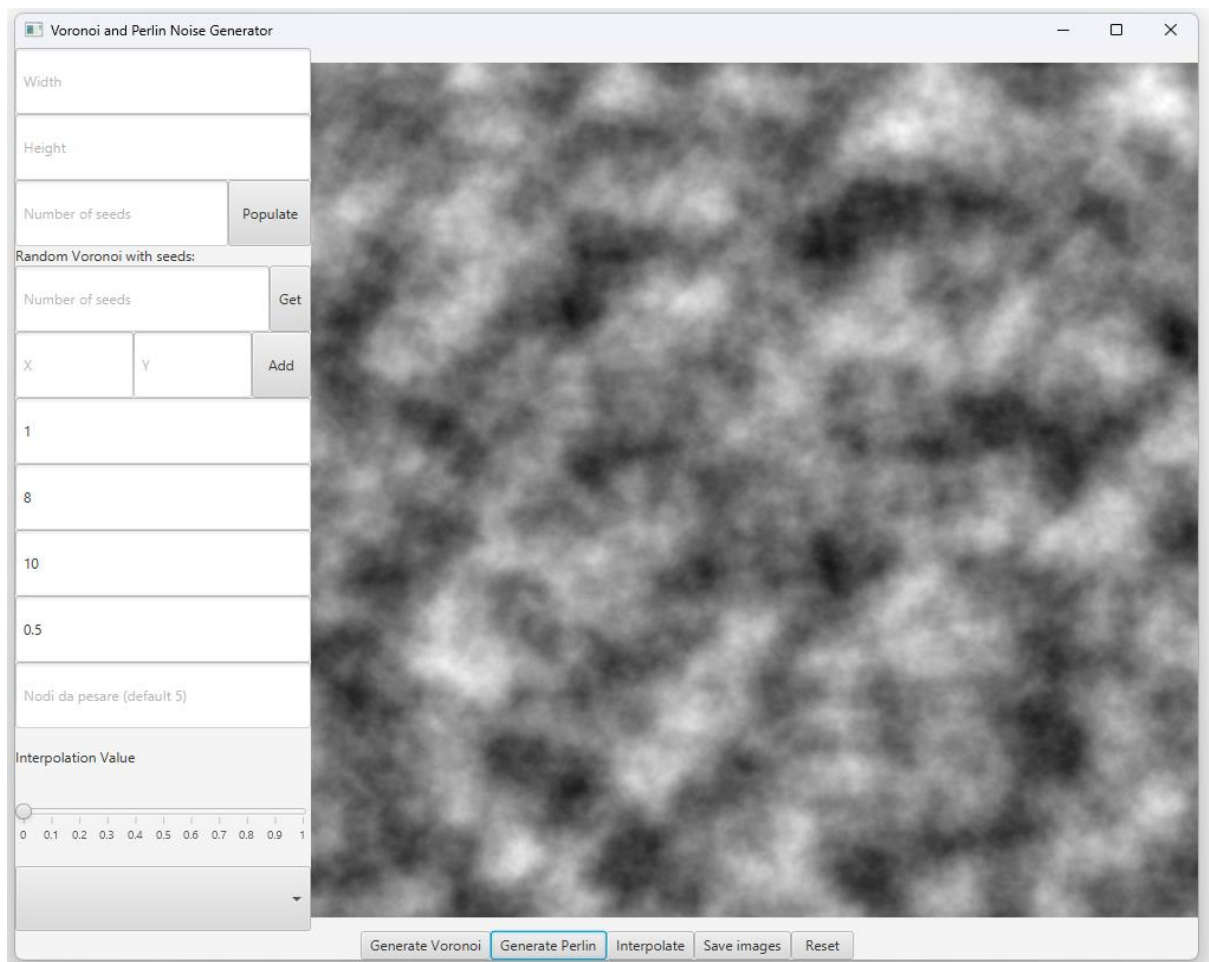 Voronoi and Perlin Noise Generator
Width
Height
Number of seeds Populate
Random Voronoi with seeds:
Number of seeds Get
X Y Add
1
8
10
0.5
Nodi da pesare (default 5)
Interpolation Value
0 0.1 0.2 0.3 0.4 0.5 0.6 0.7 0.8 0.9 1
Generate Voronoi Generate Perlin Interpolate Save images Reset